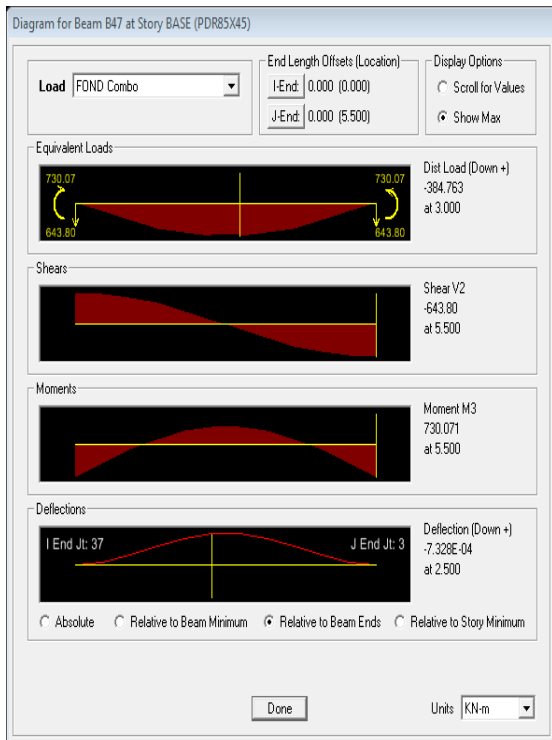 Diagram for Beam B47 at Story BASE (PDR85X45)
Load FOND Combo
End Length Offsets (Location)
I-End: 0.000 (0.000)
J-End: 0.000 (5.500)
Display Options
Scroll for Values
Show Max
Equivalent Loads
730.07 730.07
643.80 643.80
Dist Load (Down +)
-384.763
at 3.000
Shears
Shear V2
-643.80
at 5.500
Moments
Moment M3
730.071
at 5.500
Deflections
I End Jt: 37 J End Jt: 3
Deflection (Down +)
-7.328E-04
at 2.500
Absolute Relative to Beam Minimum Relative to Beam Ends Relative to Story Minimum
Done Units KN-m